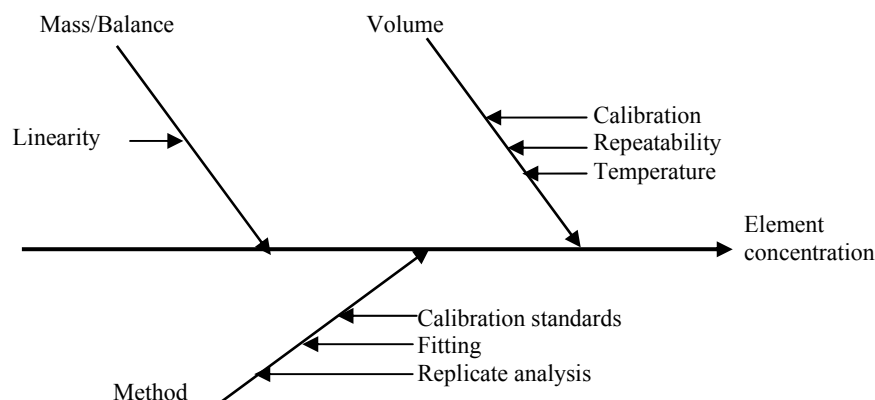 Mass/Balance
Volume
Linearity
Calibration
Repeatability
Temperature
Element
concentration
Calibration standards
Fitting
Replicate analysis
Method